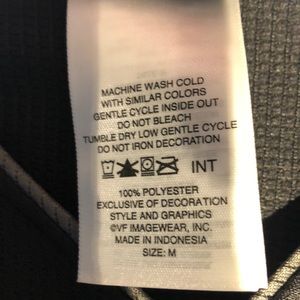 MACHINE WASH COLD
WITH SIMILAR COLORS
GENTLE CYCLE INSIDE OUT
DO NOT BLEACH
TUMBLE DRY LOW GENTLE CYCLE
DO NOT IRON DECORATION
INT
100% POLYESTER
EXCLUSIVE OF DECORATION
STYLE AND GRAPHICS
©VF IMAGEWEAR, INC.
MADE IN INDONESIA
SIZE: M